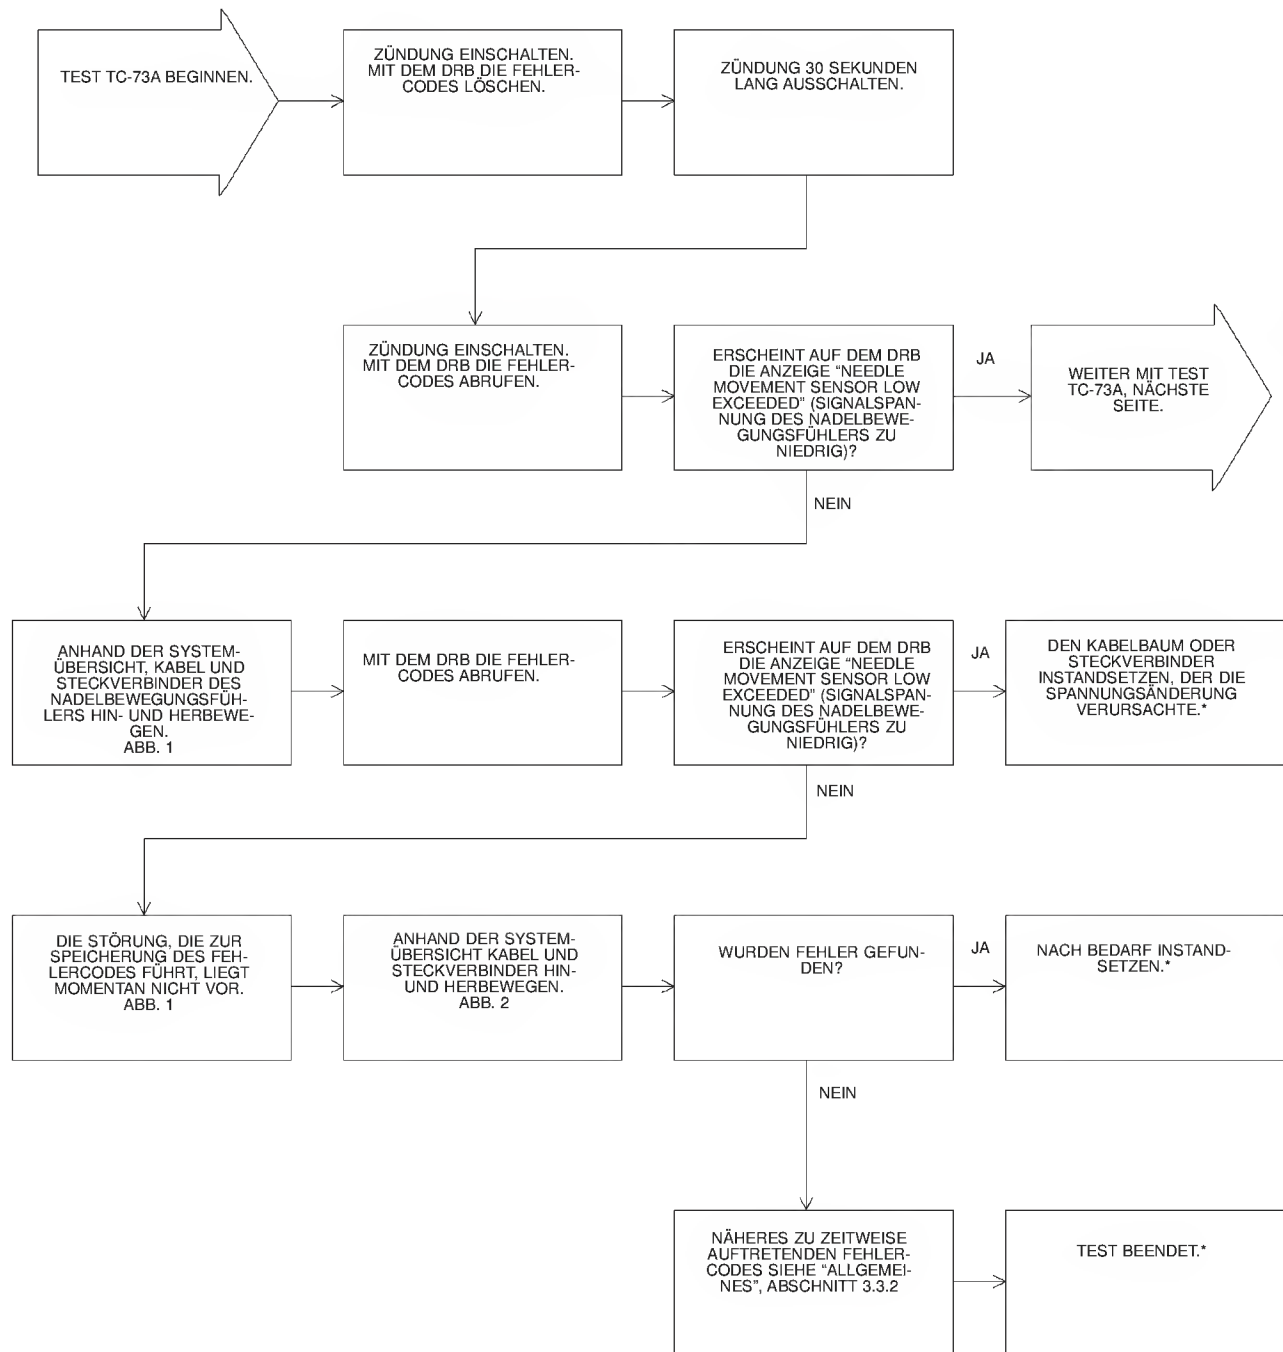 TEST TC-73A BEGINNEN.
ZÜNDUNG EINSCHALTEN.
MIT DEM DRB DIE FEHLER-
CODES LÖSCHEN.
ZÜNDUNG 30 SEKUNDEN
LANG AUSSCHALTEN.
ZÜNDUNG EINSCHALTEN.
MIT DEM DRB DIE FEHLER-
CODES ABRUFEN.
ERSCHEINT AUF DEM DRB
DIE ANZEIGE “NEEDLE
MOVEMENT SENSOR LOW
EXCEEDED” (SIGNALSPAN-
NUNG DES NADELBEWE-
GUNGSFÜHLERS ZU
NIEDRIG)?
JA
WEITER MIT TEST
TC-73A, NÄCHSTE
SEITE.
NEIN
ANHAND DER SYSTEM-
ÜBERSICHT, KABEL UND
STECKVERBINDER DES
NADELBEWEGUNGSFÜH-
LERS HIN- UND HERBEWE-
GEN.
ABB. 1
MIT DEM DRB DIE FEHLER-
CODES ABRUFEN.
ERSCHEINT AUF DEM DRB
DIE ANZEIGE “NEEDLE
MOVEMENT SENSOR LOW
EXCEEDED” (SIGNALSPAN-
NUNG DES NADELBEWE-
GUNGSFÜHLERS ZU
NIEDRIG)?
JA
DEN KABELBAUM ODER
STECKVERBINDER
INSTANDSETZEN, DER DIE
SPANNUNGSÄNDERUNG
VERURSACHTE.*
NEIN
DIE STÖRUNG, DIE ZUR
SPEICHERUNG DES FEH-
LERCODES FÜHRT, LIEGT
MOMENTAN NICHT VOR.
ABB. 1
ANHAND DER SYSTEM-
ÜBERSICHT KABEL UND
STECKVERBINDER HIN-
UND HERBEWEGEN.
ABB. 2
WURDEN FEHLER GEFUN-
DEN?
JA
NACH BEDARF INSTAND-
SETZEN.*
NEIN
NÄHERES ZU ZEITWEISE
AUFTRETENDEN FEHLER-
CODES SIEHE “ALLGEMEI-
NES”, ABSCHNITT 3.3.2
TEST BEENDET.*